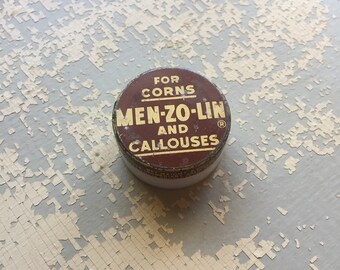 FOR
CORNS
MEN-ZO-LIN®
AND
CALLOUSES